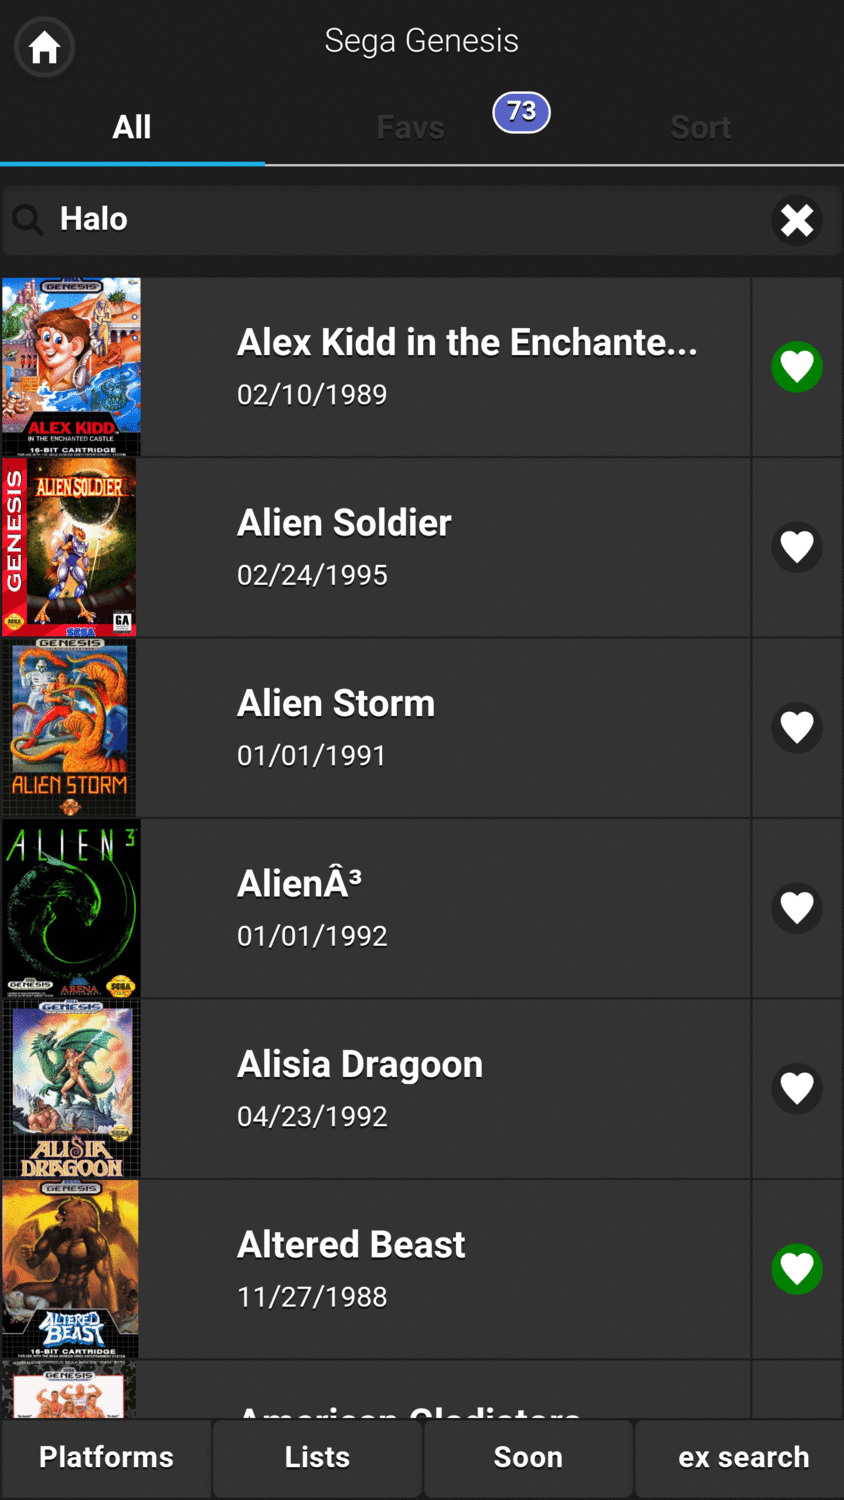 Sega Genesis
All
Favs
73
Sort
Halo
GENESIS
ALEX KIDD
IN THE ENCHANTED CASTLE
16-BIT CARTRIDGE
Alex Kidd in the Enchante...
02/10/1989
GENESIS
ALIEN SOLDIER
SEGA
GA
SEGA
Alien Soldier
02/24/1995
GENESIS
ALIEN STORM
Alien Storm
01/01/1991
ALIEN 3
GENESIS
ARENA
SEGA
AlienÂ³
01/01/1992
GENESIS
ALISIA
DRAGOON
Alisia Dragoon
04/23/1992
GENESIS
ALTERED
BEAST
16-BIT CARTRIDGE
Altered Beast
11/27/1988
GENESIS
American Gladiators
Platforms
Lists
Soon
ex search